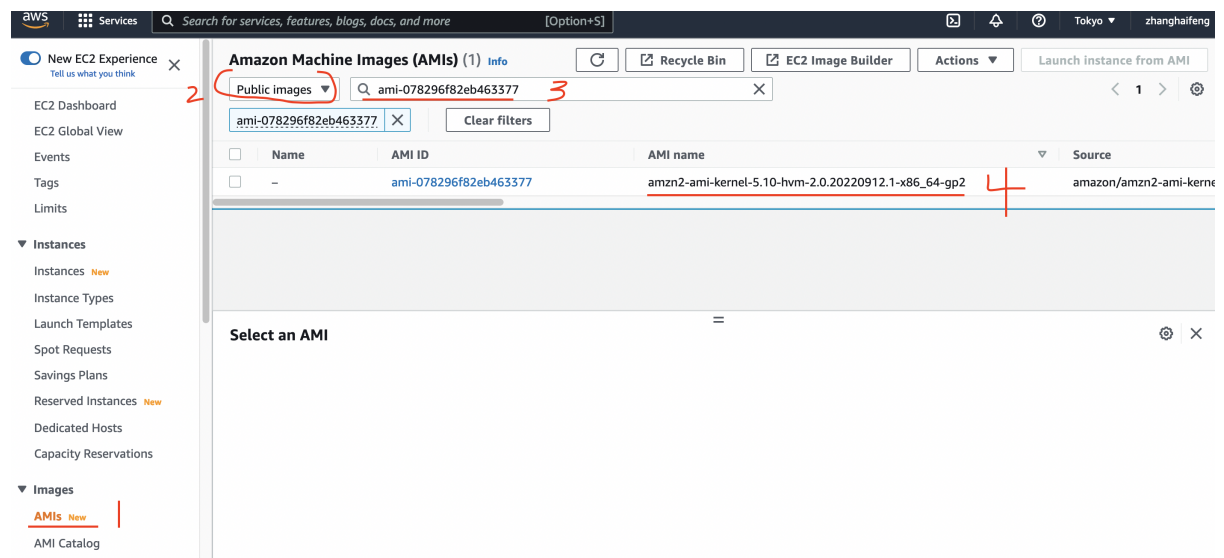 aws Services Search for services, features, blogs, docs, and more [Option+S] Tokyo ▼ zhanghaifeng
New EC2 Experience
Tell us what you think
EC2 Dashboard
EC2 Global View
Events
Tags
Limits
Instances
Instances New
Instance Types
Launch Templates
Spot Requests
Savings Plans
Reserved Instances New
Dedicated Hosts
Capacity Reservations
Images
AMIs New 1
AMI Catalog
Amazon Machine Images (AMIs) (1) Info Recycle Bin EC2 Image Builder Actions ▼ Launch instance from AMI
2 Public images ▼ ami-078296f82eb463377 3 < 1 >
ami-078296f82eb463377 Clear filters
Name AMI ID AMI name Source
– ami-078296f82eb463377 amzn2-ami-kernel-5.10-hvm-2.0.20220912.1-x86_64-gp2 4 amazon/amzn2-ami-kerne
Select an AMI